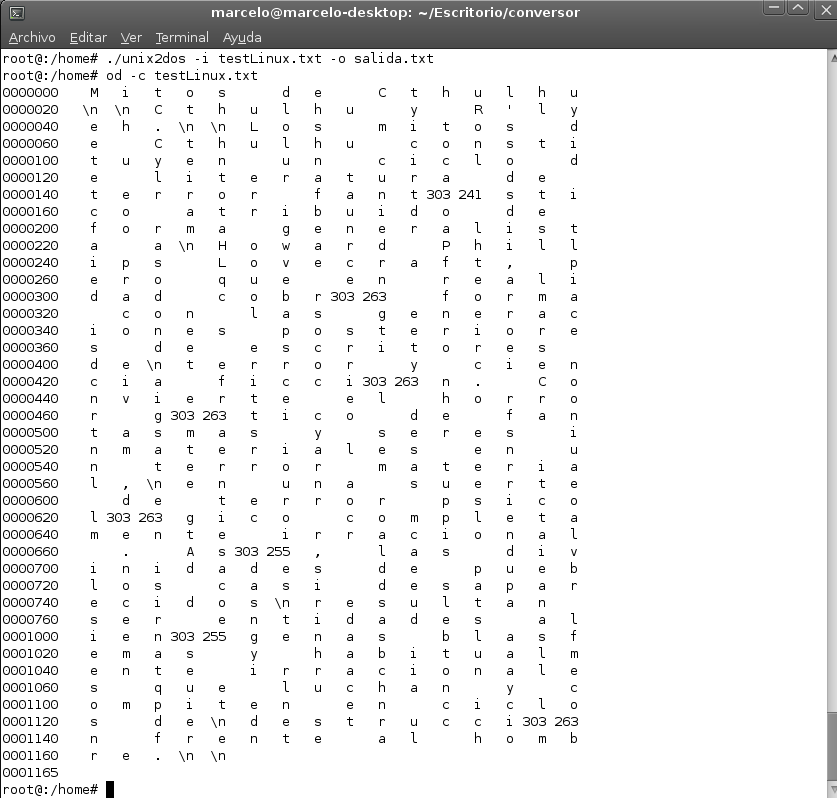 marcelo@marcelo-desktop: ~/Escritorio/conversor
Archivo Editar Ver Terminal Ayuda
root@:/home# ./unix2dos -i testLinux.txt -o salida.txt
root@:/home# od -c testLinux.txt
0000000   M   i   t   o   s       d   e       C   t   h   u   l   h   u
0000020  \n  \n   C   t   h   u   l   h   u       y       R   '   l   y
0000040   e   h   .  \n  \n   L   o   s       m   i   t   o   s       d
0000060   e       C   t   h   u   l   h   u       c   o   n   s   t   i
0000100   t   u   y   e   n       u   n       c   i   c   l   o       d
0000120   e       l   i   t   e   r   a   t   u   r   a       d   e
0000140   t   e   r   r   o   r       f   a   n   t 303 241   s   t   i
0000160   c   o       a   t   r   i   b   u   i   d   o       d   e
0000200   f   o   r   m   a       g   e   n   e   r   a   l   i   s   t
0000220   a       a  \n   H   o   w   a   r   d       P   h   i   l   l
0000240   i   p   s       L   o   v   e   c   r   a   f   t   ,       p
0000260   e   r   o       q   u   e       e   n       r   e   a   l   i
0000300   d   a   d       c   o   b   r 303 263       f   o   r   m   a
0000320       c   o   n       l   a   s       g   e   n   e   r   a   c
0000340   i   o   n   e   s       p   o   s   t   e   r   i   o   r   e
0000360   s       d   e       e   s   c   r   i   t   o   r   e   s
0000400   d   e  \n   t   e   r   r   o   r       y       c   i   e   n
0000420   c   i   a       f   i   c   c   i 303 263   n   .       C   o
0000440   n   v   i   e   r   t   e       e   l       h   o   r   r   o
0000460   r       g 303 263   t   i   c   o       d   e       f   a   n
0000500   t   a   s   m   a   s       y       s   e   r   e   s       i
0000520   n   m   a   t   e   r   i   a   l   e   s       e   n       u
0000540   n       t   e   r   r   o   r       m   a   t   e   r   i   a
0000560   l   ,  \n   e   n       u   n   a       s   u   e   r   t   e
0000600       d   e       t   e   r   r   o   r       p   s   i   c   o
0000620   l 303 263   g   i   c   o       c   o   m   p   l   e   t   a
0000640   m   e   n   t   e       i   r   r   a   c   i   o   n   a   l
0000660       .       A   s 303 255   ,       l   a   s       d   i   v
0000700   i   n   i   d   a   d   e   s       d   e       p   u   e   b
0000720   l   o   s       c   a   s   i       d   e   s   a   p   a   r
0000740   e   c   i   d   o   s  \n   r   e   s   u   l   t   a   n
0000760   s   e   r       e   n   t   i   d   a   d   e   s       a   l
0001000   i   e   n 303 255   g   e   n   a   s       b   l   a   s   f
0001020   e   m   a   s       y       h   a   b   i   t   u   a   l   m
0001040   e   n   t   e       i   r   r   a   c   i   o   n   a   l   e
0001060   s       q   u   e       l   u   c   h   a   n       y       c
0001100   o   m   p   i   t   e   n       e   n       c   i   c   l   o
0001120   s       d   e  \n   d   e   s   t   r   u   c   c   i 303 263
0001140   n       f   r   e   n   t   e       a   l       h   o   m   b
0001160   r   e   .  \n  \n
0001165
root@:/home#